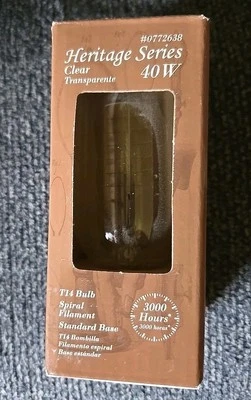 #0772638
Heritage Series
Clear
Transparente
40W
T14 Bulb
Spiral
Filament
Standard Base
T14 Bombilla
Filamento espiral
Base estándar
3000
Hours*
3000 horas*